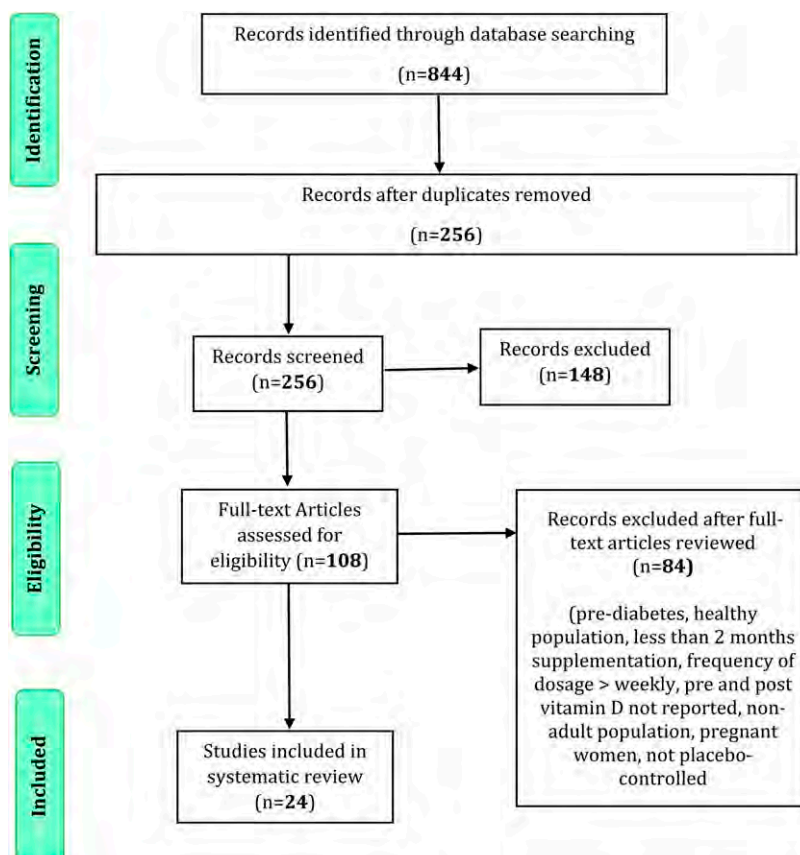 Identification
Records identified through database searching
(n=844)
Records after duplicates removed
(n=256)
Screening
Records screened
(n=256)
Records excluded
(n=148)
Eligibility
Full-text Articles
assessed for
eligibility (n=108)
Records excluded after full-
text articles reviewed
(n=84)
(pre-diabetes, healthy
population, less than 2 months
supplementation, frequency of
dosage > weekly, pre and post
vitamin D not reported, non-
adult population, pregnant
women, not placebo-
controlled
Included
Studies included in
systematic review
(n=24)